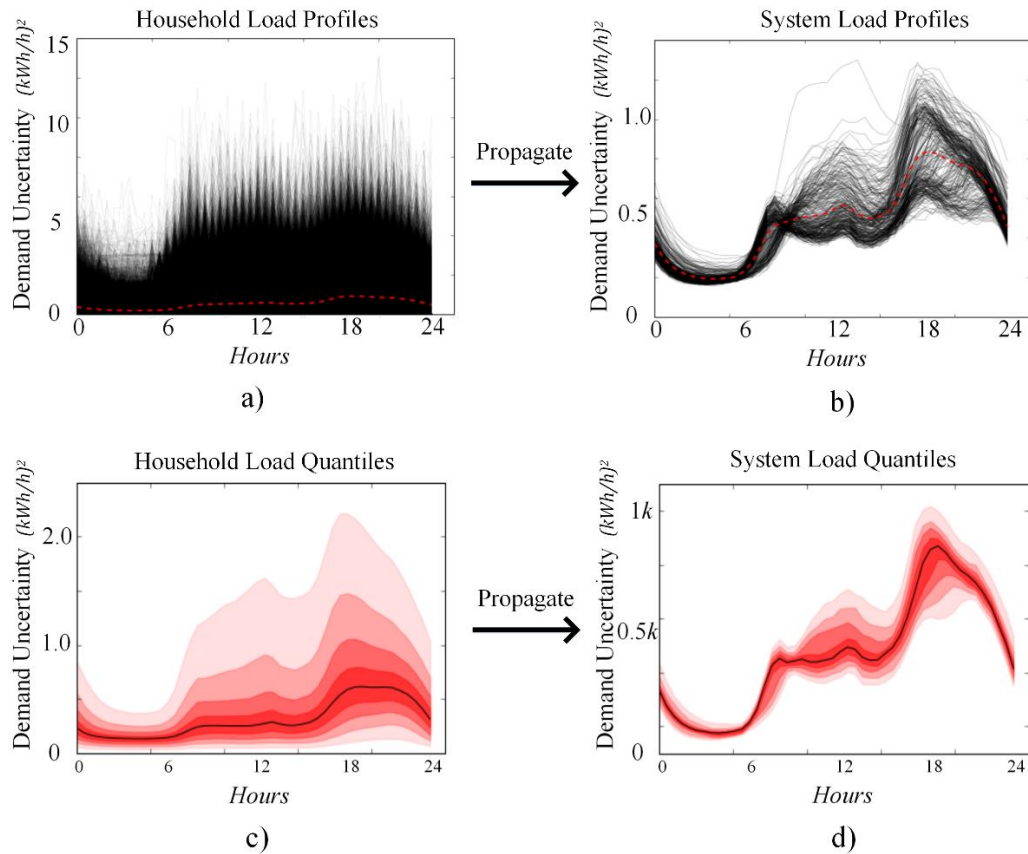 Household Load Profiles
Demand Uncertainty (kWh/h)²
15
10
5
0
0 6 12 18 24
Hours
a)
Propagate
System Load Profiles
Demand Uncertainty (kWh/h)²
1.0
0.5
0
0 6 12 18 24
Hours
b)
Household Load Quantiles
Demand Uncertainty (kWh/h)²
2.0
1.0
0
0 6 12 18 24
Hours
c)
Propagate
System Load Quantiles
Demand Uncertainty (kWh/h)²
1k
0.5k
0
0 6 12 18 24
Hours
d)